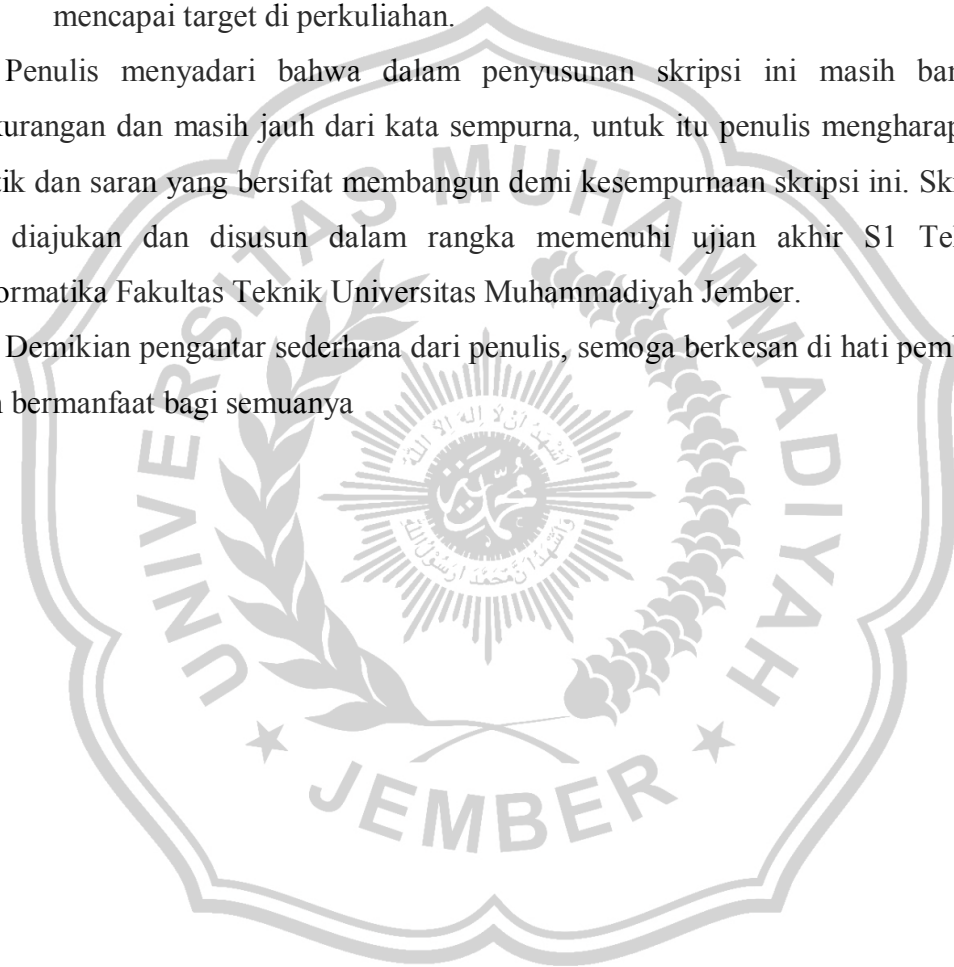 mencapai target di perkuliahan.
Penulis menyadari bahwa dalam penyusunan skripsi ini masih ban
kurangan dan masih jauh dari kata sempurna, untuk itu penulis mengharap
tik dan saran yang bersifat membangun demi kesempurnaan skripsi ini. Sk
diajukan dan disusun dalam rangka memenuhi ujian akhir S1 Te
ormatika Fakultas Teknik Universitas Muhammadiyah Jember.
Demikian pengantar sederhana dari penulis, semoga berkesan di hati pemb
n bermanfaat bagi semuanya
UNIVERSITAS MUHAMMADIYAH
JEMBER